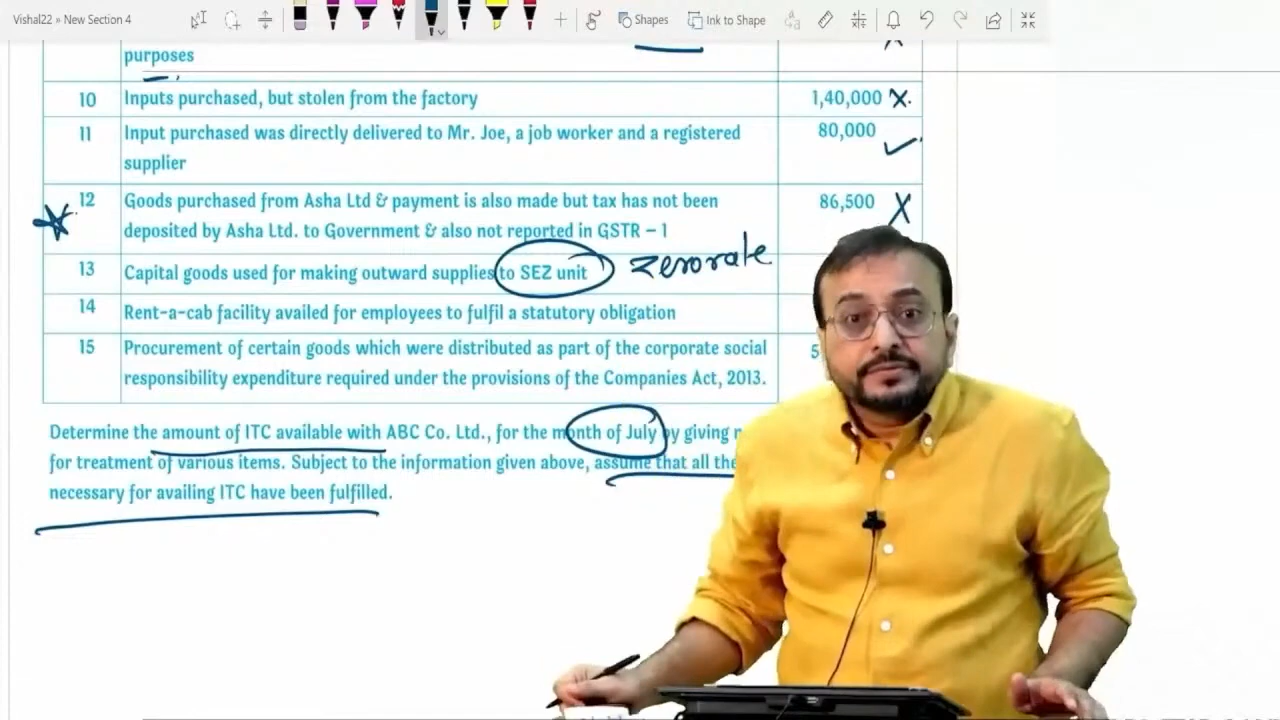 Vishal22 » New Section 4
Shapes
Ink to Shape
purposes
10 Inputs purchased, but stolen from the factory 1,40,000 x
11 Input purchased was directly delivered to Mr. Joe, a job worker and a registered 80,000 ✓
supplier
12 Goods purchased from Asha Ltd & payment is also made but tax has not been 86,500 X
deposited by Asha Ltd. to Government & also not reported in GSTR – 1
13 Capital goods used for making outward supplies to SEZ unit zero rate
14 Rent-a-cab facility availed for employees to fulfil a statutory obligation
15 Procurement of certain goods which were distributed as part of the corporate social 5
responsibility expenditure required under the provisions of the Companies Act, 2013.
Determine the amount of ITC available with ABC Co. Ltd., for the month of July by giving
for treatment of various items. Subject to the information given above, assume that all the
necessary for availing ITC have been fulfilled.